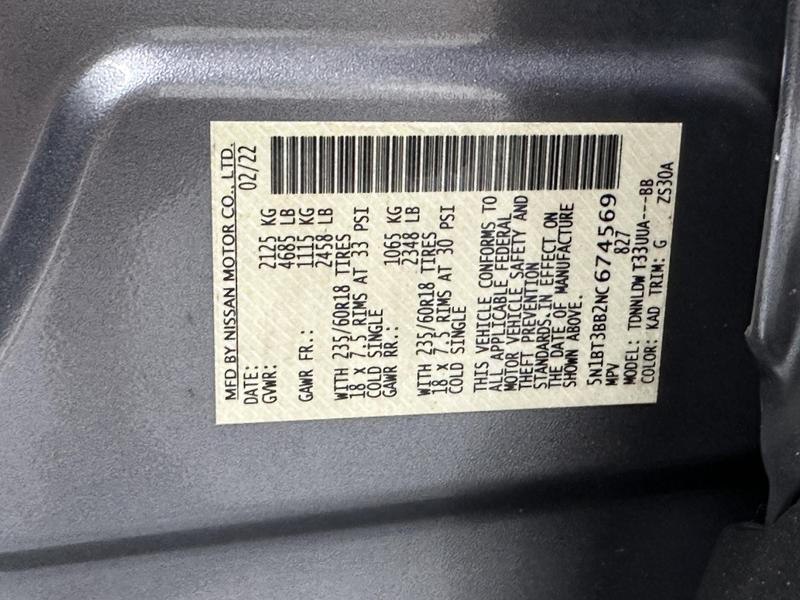 MFD BY NISSAN MOTOR CO., LTD.
DATE: 02/22
GVWR: 2125 KG
4685 LB
GAWR FR.: 1115 KG
2458 LB
WITH 235/60R18 TIRES
18 X 7.5 RIMS AT 33 PSI
COLD SINGLE
GAWR RR.: 1065 KG
2348 LB
WITH 235/60R18 TIRES
18 X 7.5 RIMS AT 30 PSI
COLD SINGLE
THIS VEHICLE CONFORMS TO
ALL APPLICABLE FEDERAL
MOTOR VEHICLE SAFETY AND
THEFT PREVENTION
STANDARDS IN EFFECT ON
THE DATE OF MANUFACTURE
SHOWN ABOVE.
5N1BT3BB2NC674569
MPV 827
MODEL: TDNNLDW T33UUA---BB
COLOR: KAD TRIM: G ZS30A